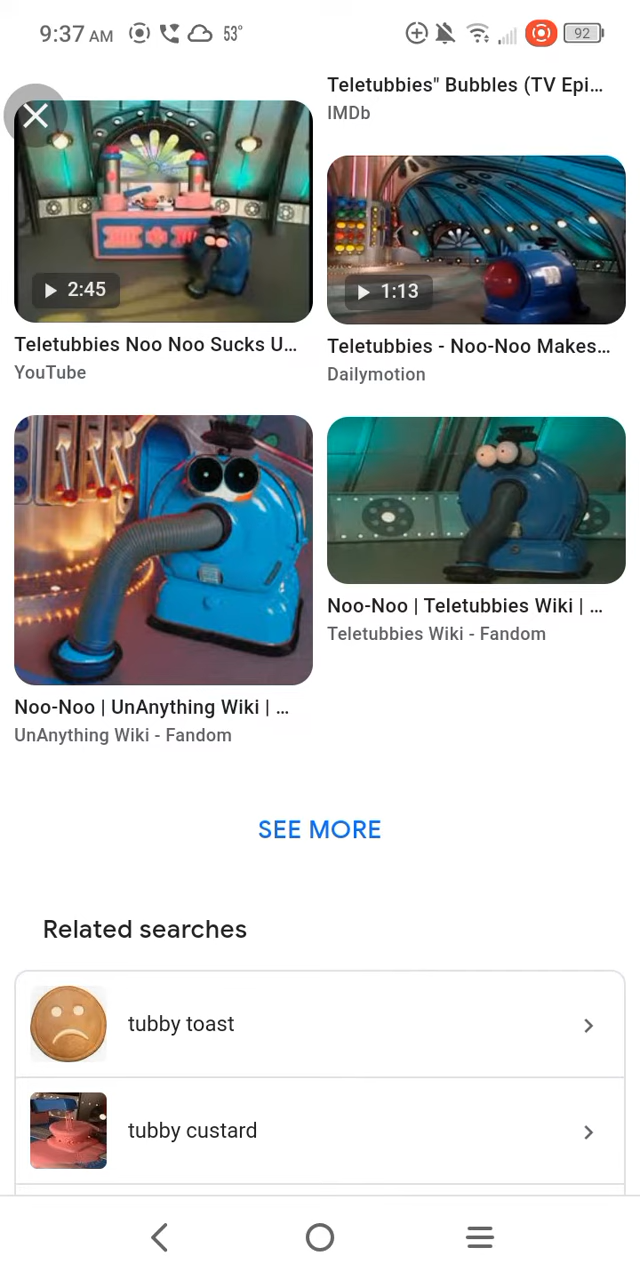 9:37 AM 53° 92
Teletubbies" Bubbles (TV Epi...
IMDb
2:45
Teletubbies Noo Noo Sucks U...
YouTube
1:13
Teletubbies - Noo-Noo Makes...
Dailymotion
Noo-Noo | UnAnything Wiki | ...
UnAnything Wiki - Fandom
Noo-Noo | Teletubbies Wiki | ...
Teletubbies Wiki - Fandom
SEE MORE
Related searches
tubby toast
tubby custard